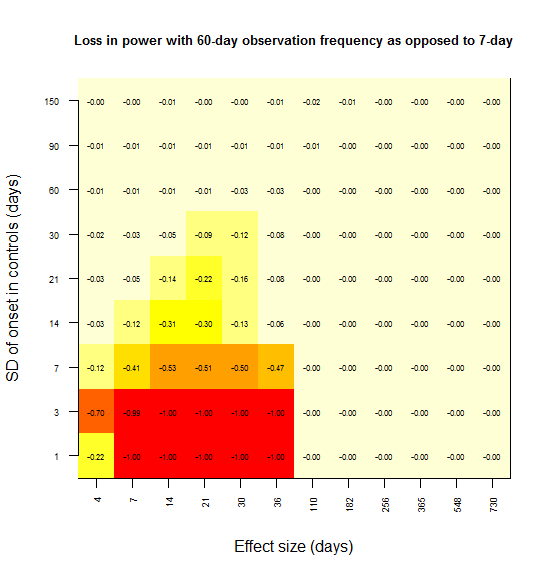 Loss in power with 60-day observation frequency as opposed to 7-day
SD of onset in controls (days)
150 -0.00 -0.00 -0.01 -0.00 -0.00 -0.01 -0.02 -0.01 -0.00 -0.00 -0.00 -0.00
90 -0.01 -0.01 -0.01 -0.01 -0.01 -0.01 -0.01 -0.00 -0.00 -0.00 -0.00 -0.00
60 -0.01 -0.01 -0.01 -0.01 -0.03 -0.03 -0.00 -0.00 -0.00 -0.00 -0.00 -0.00
30 -0.02 -0.03 -0.05 -0.09 -0.12 -0.08 -0.00 -0.00 -0.00 -0.00 -0.00 -0.00
21 -0.03 -0.05 -0.14 -0.22 -0.16 -0.08 -0.00 -0.00 -0.00 -0.00 -0.00 -0.00
14 -0.03 -0.12 -0.31 -0.30 -0.13 -0.06 -0.00 -0.00 -0.00 -0.00 -0.00 -0.00
7 -0.12 -0.41 -0.53 -0.51 -0.50 -0.47 -0.00 -0.00 -0.00 -0.00 -0.00 -0.00
3 -0.70 -0.99 -1.00 -1.00 -1.00 -1.00 -0.00 -0.00 -0.00 -0.00 -0.00 -0.00
1 -0.22 -1.00 -1.00 -1.00 -1.00 -1.00 -0.00 -0.00 -0.00 -0.00 -0.00 -0.00
4 7 14 21 30 36 110 182 256 365 548 730
Effect size (days)